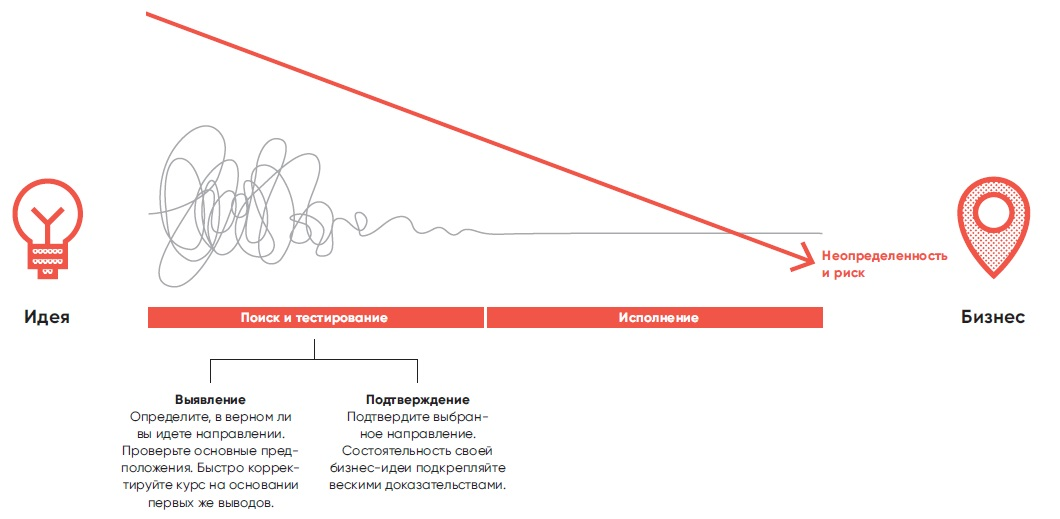 Неопределенность
и риск
Идея
Поиск и тестирование
Исполнение
Бизнес
Выявление
Определите, в верном ли
вы идете направлении.
Проверьте основные пред-
положения. Быстро коррек-
тируйте курс на основании
первых же выводов.
Подтверждение
Подтвердите выбран-
ное направление.
Состоятельность своей
бизнес-идеи подкрепляйте
вескими доказательствами.